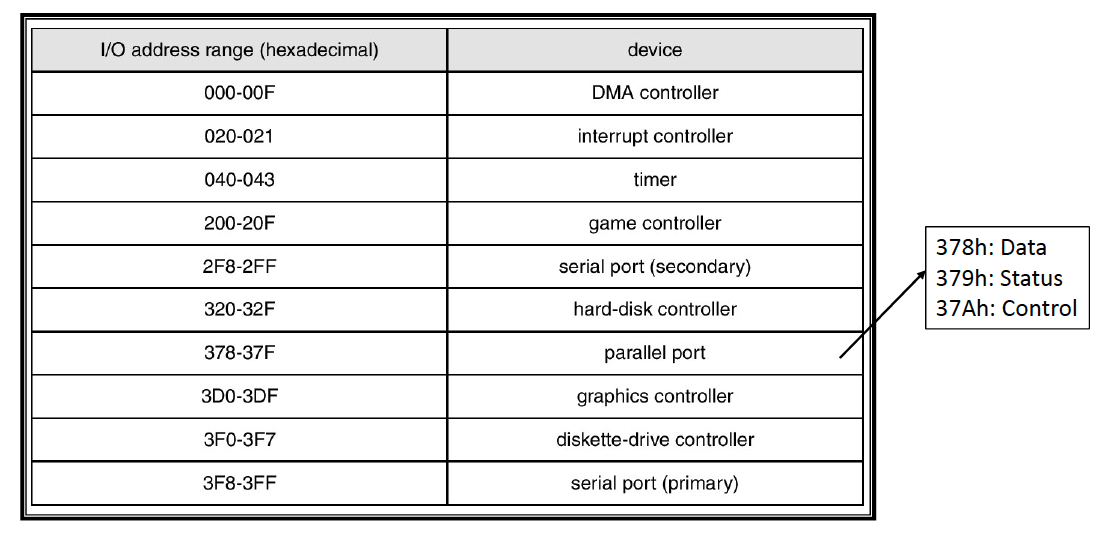 I/O address range (hexadecimal) device
000-00F DMA controller
020-021 interrupt controller
040-043 timer
200-20F game controller
2F8-2FF serial port (secondary)
320-32F hard-disk controller
378-37F parallel port
3D0-3DF graphics controller
3F0-3F7 diskette-drive controller
3F8-3FF serial port (primary)
378h: Data
379h: Status
37Ah: Control